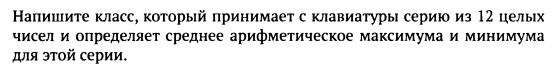 Напишите класс, который принимает с клавиатуры серию из 12 целых
чисел и определяет среднее арифметическое максимума и минимума
для этой серии.